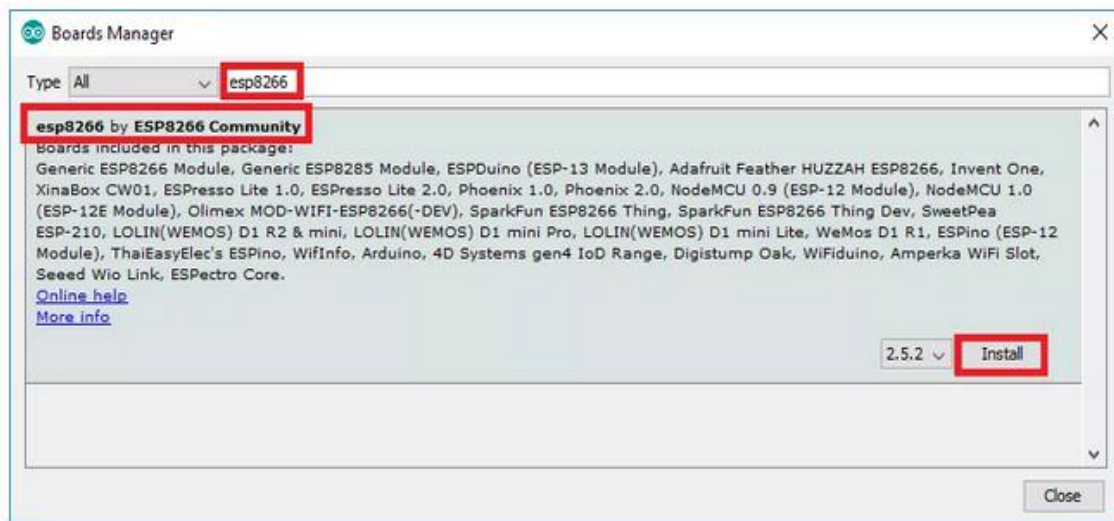 Boards Manager
Type All esp8266
esp8266 by ESP8266 Community
Boards included in this package:
Generic ESP8266 Module, Generic ESP8285 Module, ESPDuino (ESP-13 Module), Adafruit Feather HUZZAH ESP8266, Invent One,
XinaBox CW01, ESPresso Lite 1.0, ESPresso Lite 2.0, Phoenix 1.0, Phoenix 2.0, NodeMCU 0.9 (ESP-12 Module), NodeMCU 1.0
(ESP-12E Module), Olimex MOD-WIFI-ESP8266(-DEV), SparkFun ESP8266 Thing, SparkFun ESP8266 Thing Dev, SweetPea
ESP-210, LOLIN(WEMOS) D1 R2 & mini, LOLIN(WEMOS) D1 mini Pro, LOLIN(WEMOS) D1 mini Lite, WeMos D1 R1, ESPino (ESP-12
Module), ThaiEasyElec's ESPino, WifInfo, Arduino, 4D Systems gen4 IoD Range, Digistump Oak, WiFiduino, Amperka WiFi Slot,
Seeed Wio Link, ESPectro Core.
Online help
More info
2.5.2 Install
Close